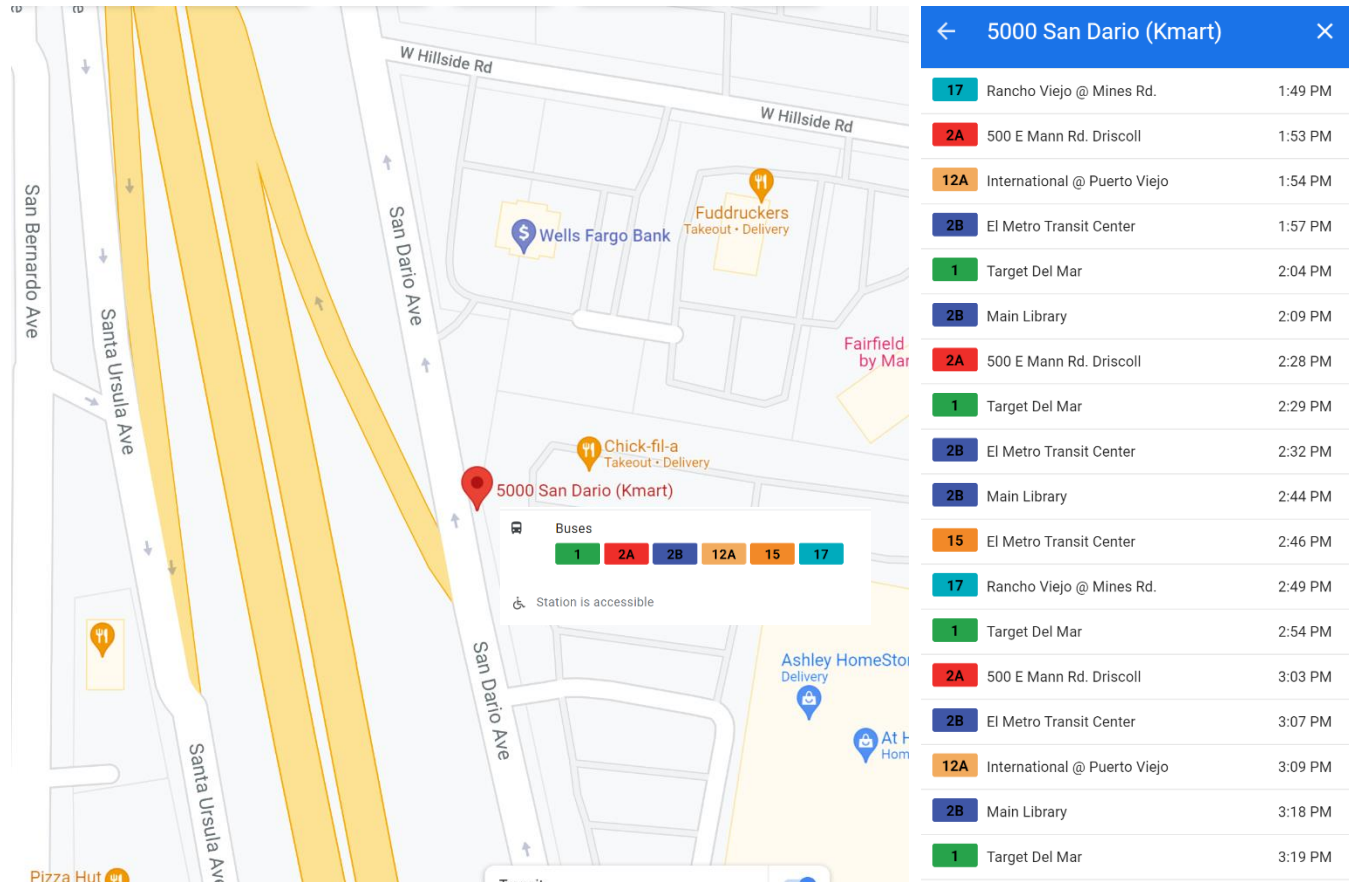 W Hillside Rd
W Hillside Rd
San Bernardo Ave
San Dario Ave
Wells Fargo Bank
Fuddruckers
Takeout • Delivery
Santa Ursula Ave
Fairfield
by Mar
Chick-fil-a
Takeout • Delivery
5000 San Dario (Kmart)
Buses
1 2A 2B 12A 15 17
Station is accessible
San Dario Ave
Ashley HomeSto
Delivery
At H
Hom
Santa Ursula Ave
Pizza Hut
5000 San Dario (Kmart)
17 Rancho Viejo @ Mines Rd. 1:49 PM
2A 500 E Mann Rd. Driscoll 1:53 PM
12A International @ Puerto Viejo 1:54 PM
2B El Metro Transit Center 1:57 PM
1 Target Del Mar 2:04 PM
2B Main Library 2:09 PM
2A 500 E Mann Rd. Driscoll 2:28 PM
1 Target Del Mar 2:29 PM
2B El Metro Transit Center 2:32 PM
2B Main Library 2:44 PM
15 El Metro Transit Center 2:46 PM
17 Rancho Viejo @ Mines Rd. 2:49 PM
1 Target Del Mar 2:54 PM
2A 500 E Mann Rd. Driscoll 3:03 PM
2B El Metro Transit Center 3:07 PM
12A International @ Puerto Viejo 3:09 PM
2B Main Library 3:18 PM
1 Target Del Mar 3:19 PM